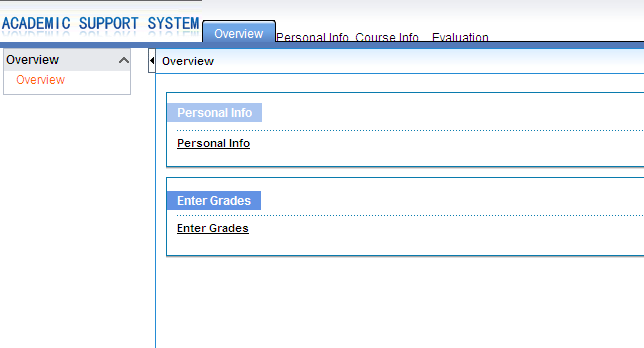 ACADEMIC SUPPORT SYSTEM
Overview Personal Info Course Info Evaluation
Overview
Overview
Overview
Personal Info
Personal Info
Enter Grades
Enter Grades